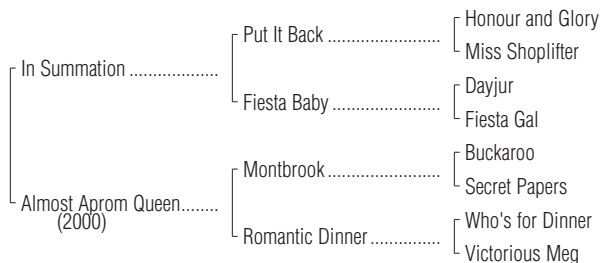 Honour and Glory
Put It Back ........................
Miss Shoplifter
In Summation ...................
Dayjur
Fiesta Baby .......................
Fiesta Gal
Buckaroo
Montbrook ........................
Secret Papers
Almost Aprom Queen........
(2000)
Who's for Dinner
Romantic Dinner ...............
Victorious Meg